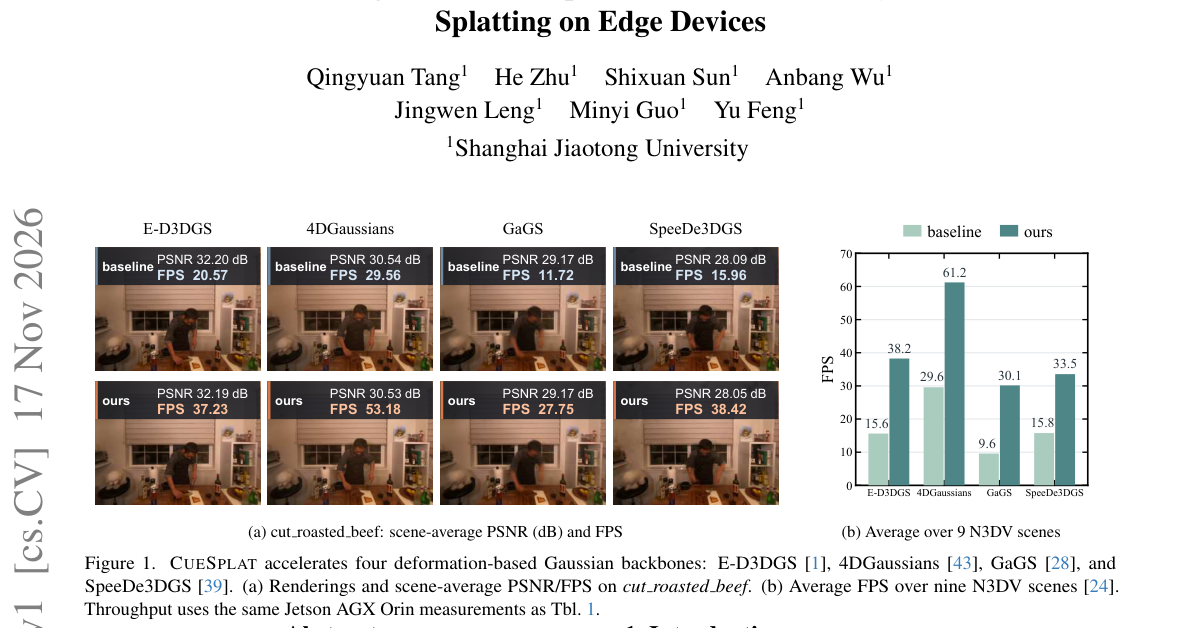 Splatting on Edge Devices
Qingyuan Tang1 He Zhu1 Shixuan Sun1 Anbang Wu1
Jingwen Leng1 Minyi Guo1 Yu Feng1
1Shanghai Jiaotong University
[cs.CV] 17 Nov 2026
E-D3DGS 4DGaussians GaGS SpeeDe3DGS
baseline PSNR 32.20 dB FPS 20.57
baseline PSNR 30.54 dB FPS 29.56
baseline PSNR 29.17 dB FPS 11.72
baseline PSNR 28.09 dB FPS 15.96
ours PSNR 32.19 dB FPS 37.23
ours PSNR 30.53 dB FPS 53.18
ours PSNR 29.17 dB FPS 27.75
ours PSNR 28.05 dB FPS 38.42
(a) cut_roasted_beef: scene-average PSNR (dB) and FPS
baseline ours
FPS
70
60
50
40
30
20
10
0
15.6 38.2 29.6 61.2 9.6 30.1 15.8 33.5
E-D3DGS 4DGaussians GaGS SpeeDe3DGS
(b) Average over 9 N3DV scenes
Figure 1. CUESPLAT accelerates four deformation-based Gaussian backbones: E-D3DGS [1], 4DGaussians [43], GaGS [28], and
SpeeDe3DGS [39]. (a) Renderings and scene-average PSNR/FPS on cut_roasted_beef. (b) Average FPS over nine N3DV scenes [24].
Throughput uses the same Jetson AGX Orin measurements as Tbl. 1.